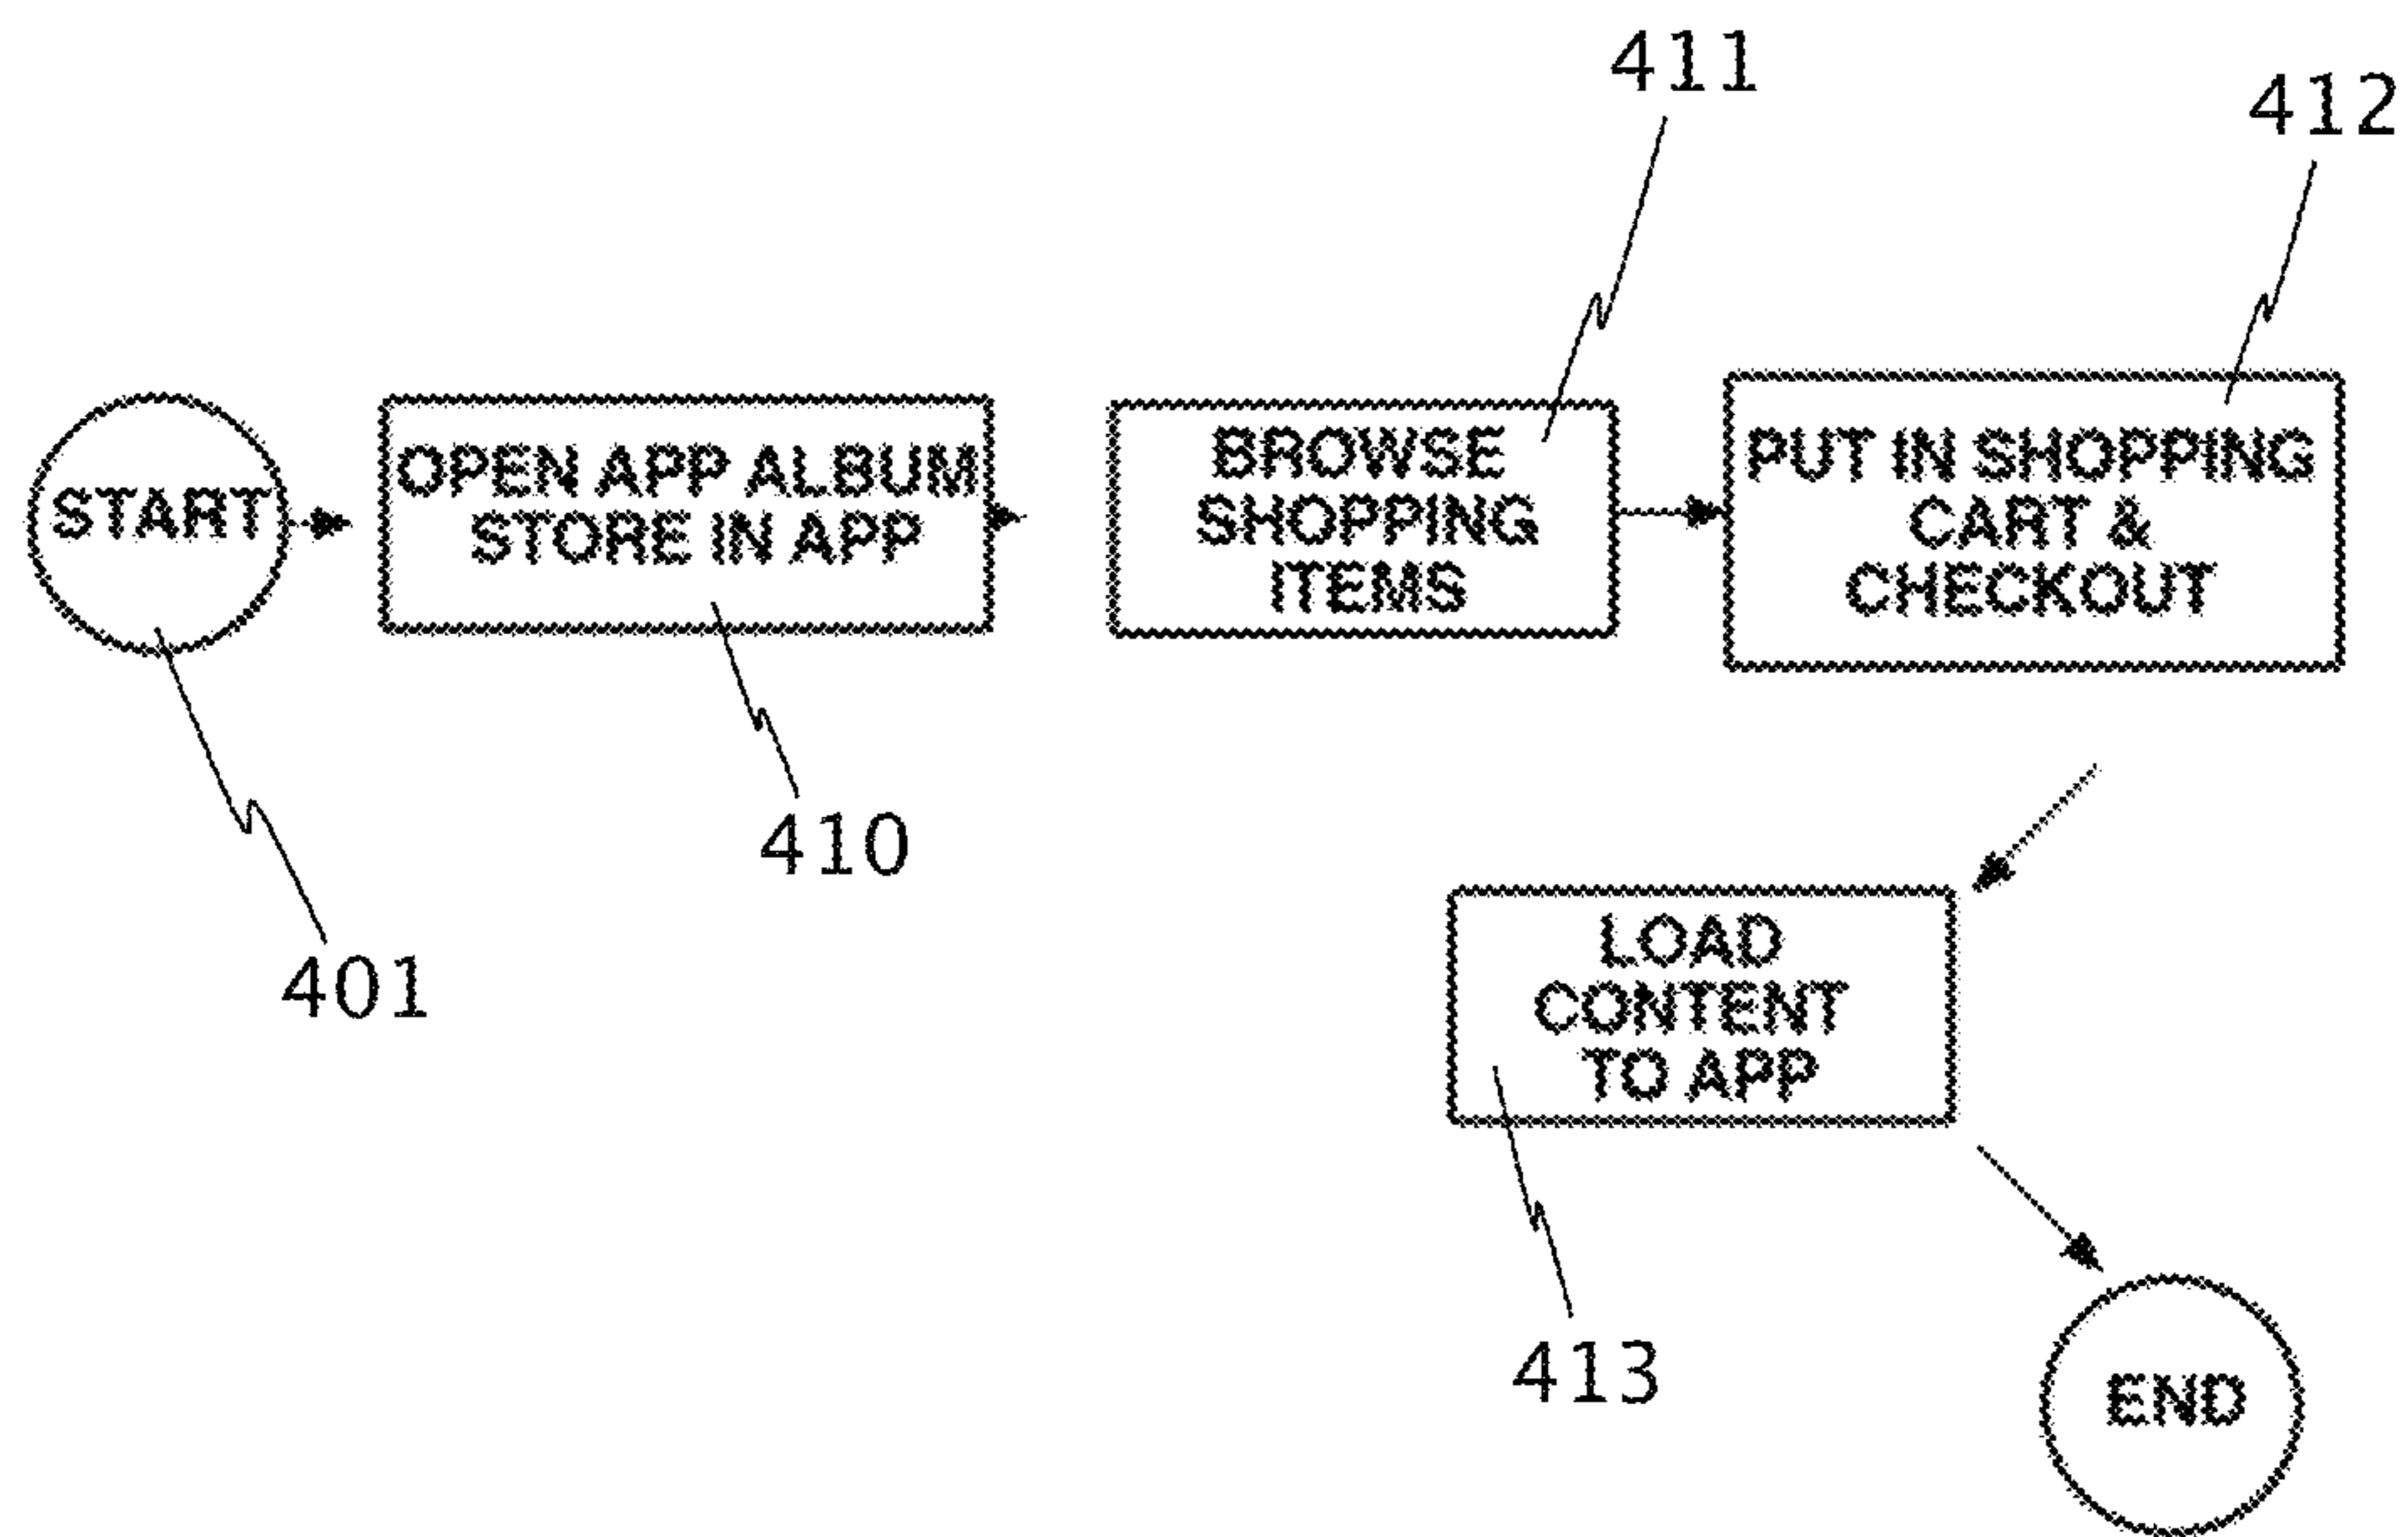 411
412
START
OPEN APP ALBUM
STORE IN APP
BROWSE
SHOPPING
ITEMS
PUT IN SHOPPING
CART &
CHECKOUT
410
401
LOAD
CONTENT
TO APP
413
END